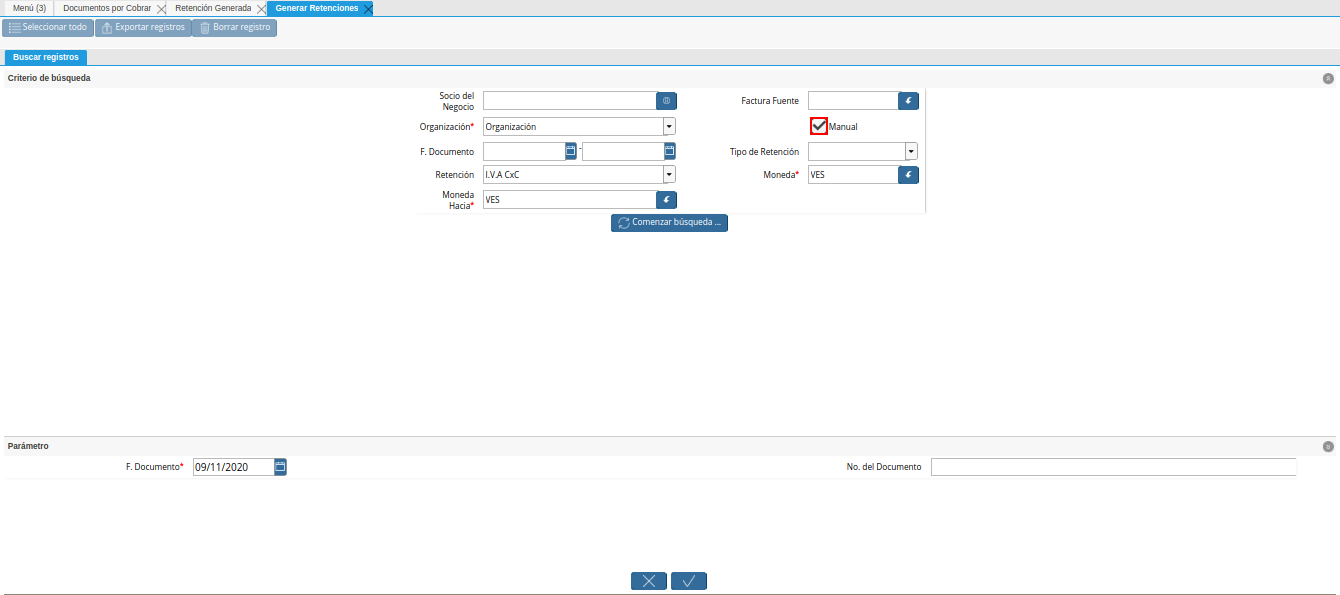 Menú (3) Documentos por Cobrar Retención Generada Generar Retenciones
Seleccionar todo Exportar registros Borrar registro
Buscar registros
Criterio de búsqueda
Socio del Negocio Factura Fuente
Organización* Organización Manual
F. Documento - Tipo de Retención
Retención I.V.A CxC Moneda* VES
Moneda Hacia* VES
Comenzar búsqueda ...
Parámetro
F. Documento* 09/11/2020 No. del Documento